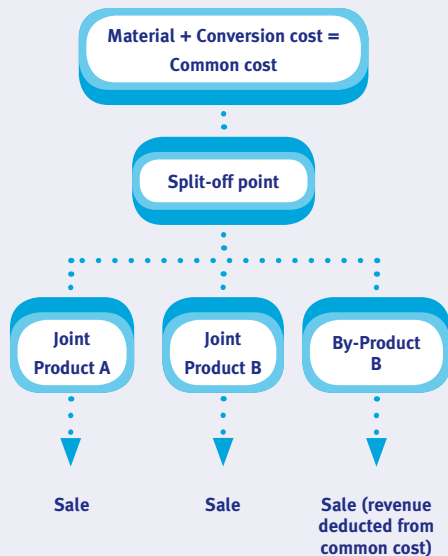 Material + Conversion cost =
Common cost
Split-off point
Joint
Product A
Joint
Product B
By-Product
B
Sale
Sale
Sale (revenue
deducted from
common cost)